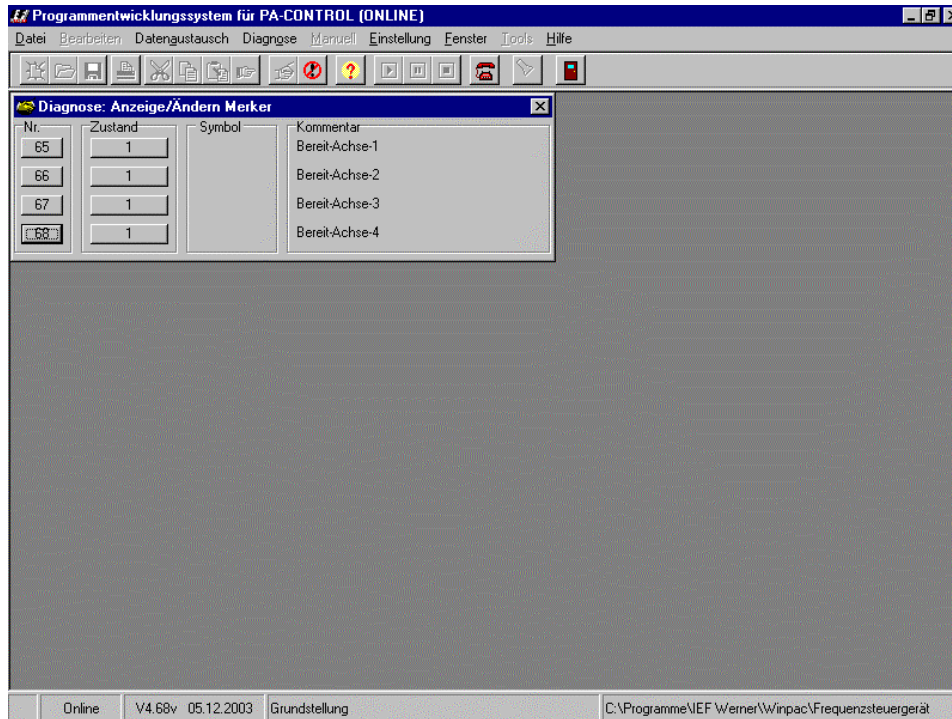 Programmentwicklungssystem für PA-CONTROL (ONLINE)
Datei Bearbeiten Datenaustausch Diagnose Manuell Einstellung Fenster Tools Hilfe
Diagnose: Anzeige/Ändern Merker
Nr. Zustand Symbol Kommentar
65 1 Bereit-Achse-1
66 1 Bereit-Achse-2
67 1 Bereit-Achse-3
68 1 Bereit-Achse-4
Online V4.68v 05.12.2003 Grundstellung C:\Programme\IEF Werner\Winpac\Frequenzsteuergerät